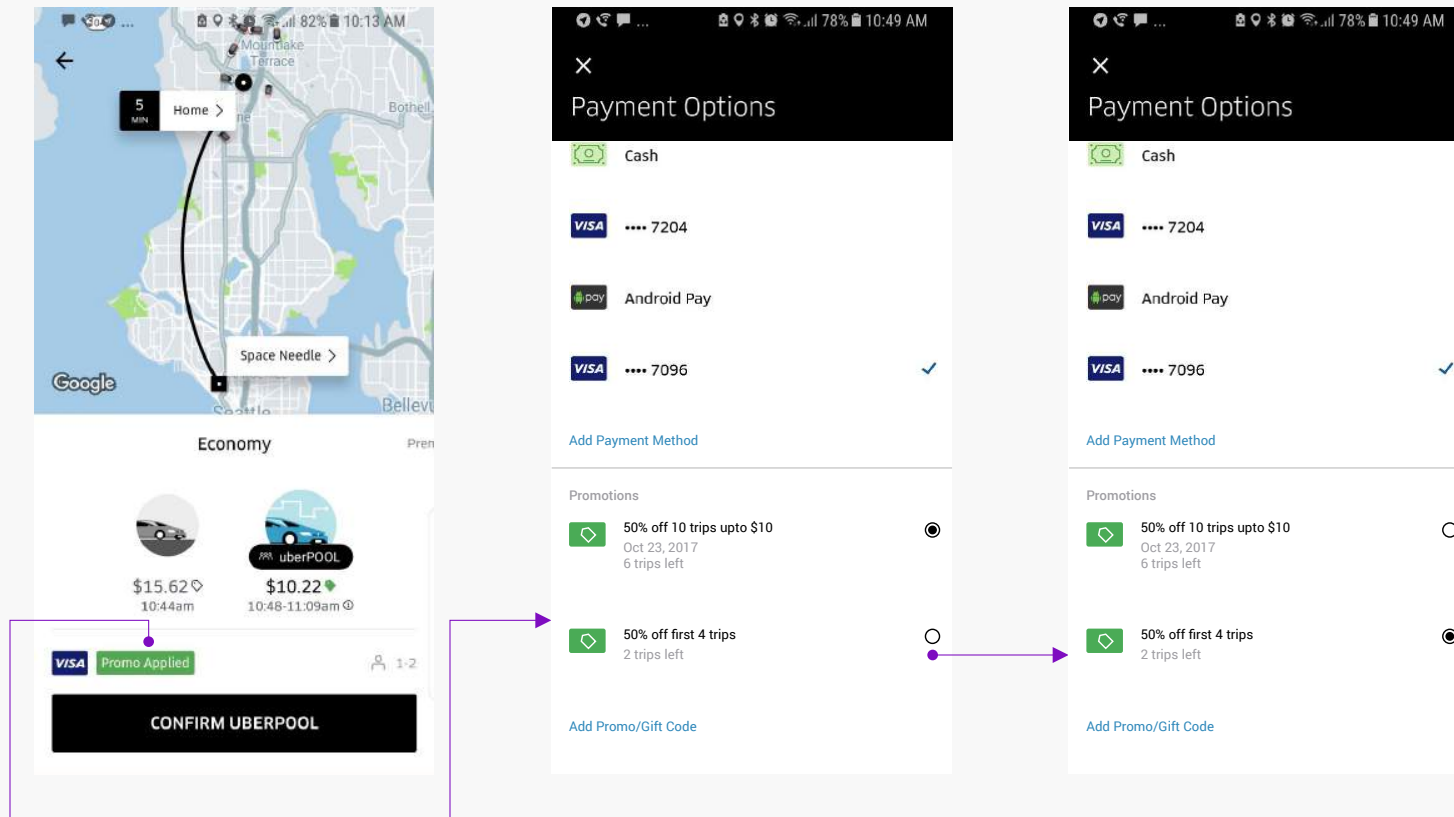 ... 82% 10:13 AM
Mountlake
Terrace
5
MIN
Home >
Bothell
Space Needle >
Google
Seattle
Bellevu
Economy
Prem
uberPOOL
$15.62
$10.22
10:44am
10:48-11:09am
VISA Promo Applied
1-2
CONFIRM UBERPOOL
... 78% 10:49 AM
Payment Options
Cash
VISA •••• 7204
pay Android Pay
VISA •••• 7096
Add Payment Method
Promotions
50% off 10 trips upto $10
Oct 23, 2017
6 trips left
50% off first 4 trips
2 trips left
Add Promo/Gift Code
... 78% 10:49 AM
Payment Options
Cash
VISA •••• 7204
pay Android Pay
VISA •••• 7096
Add Payment Method
Promotions
50% off 10 trips upto $10
Oct 23, 2017
6 trips left
50% off first 4 trips
2 trips left
Add Promo/Gift Code